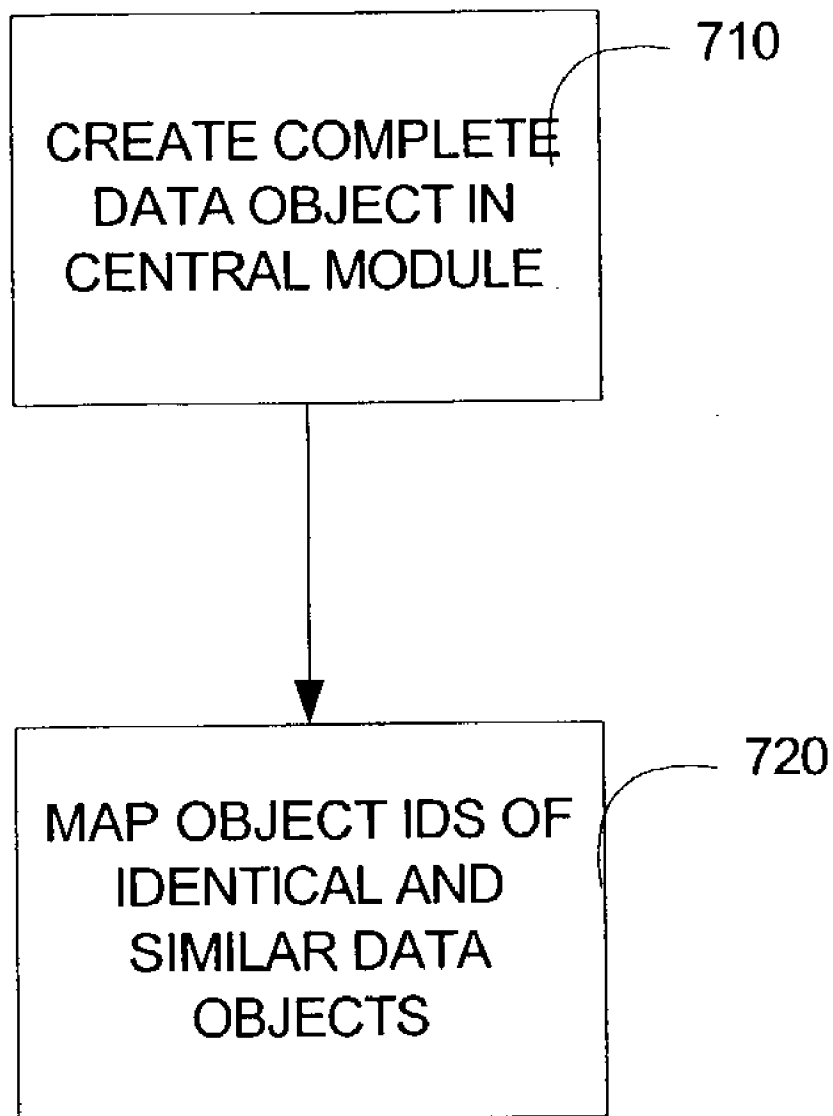 710
CREATE COMPLETE
DATA OBJECT IN
CENTRAL MODULE
720
MAP OBJECT IDS OF
IDENTICAL AND
SIMILAR DATA
OBJECTS